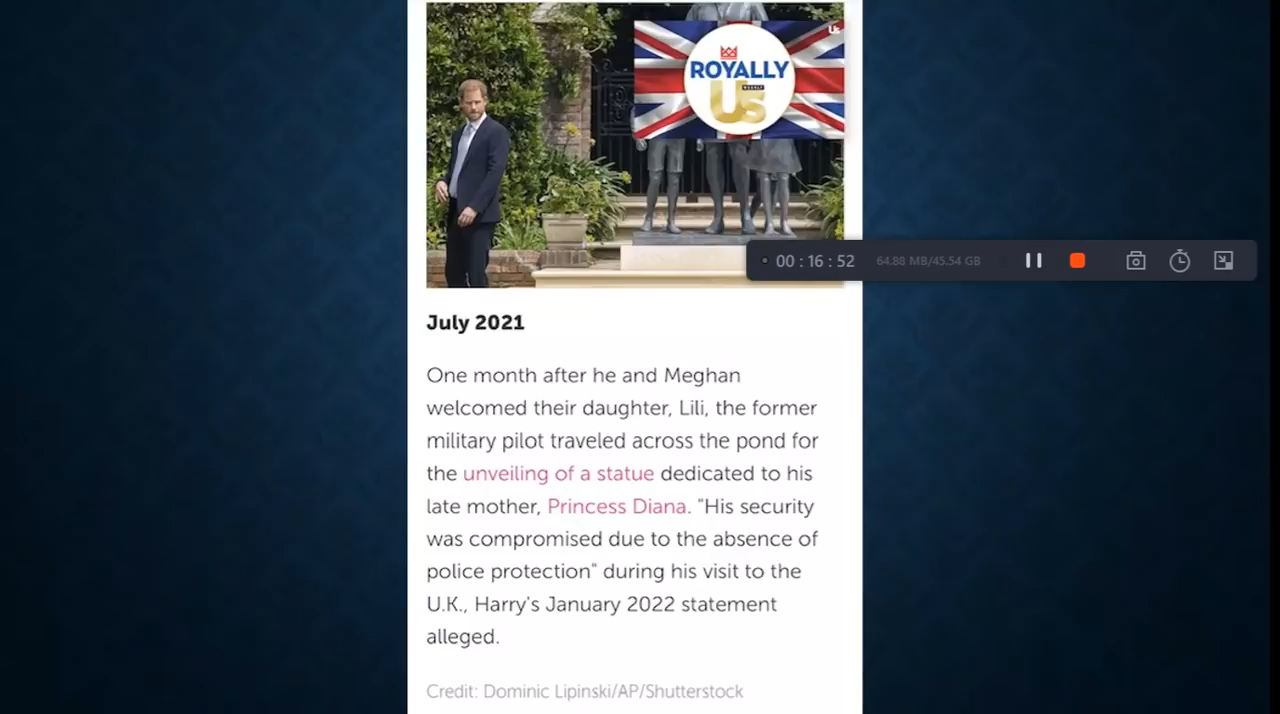 Us
ROYALLY
WEEKLY
Us
00 : 16 : 52
64.88 MB/45.54 GB
July 2021
One month after he and Meghan
welcomed their daughter, Lili, the former
military pilot traveled across the pond for
the unveiling of a statue dedicated to his
late mother, Princess Diana. "His security
was compromised due to the absence of
police protection" during his visit to the
U.K., Harry's January 2022 statement
alleged.
Credit: Dominic Lipinski/AP/Shutterstock